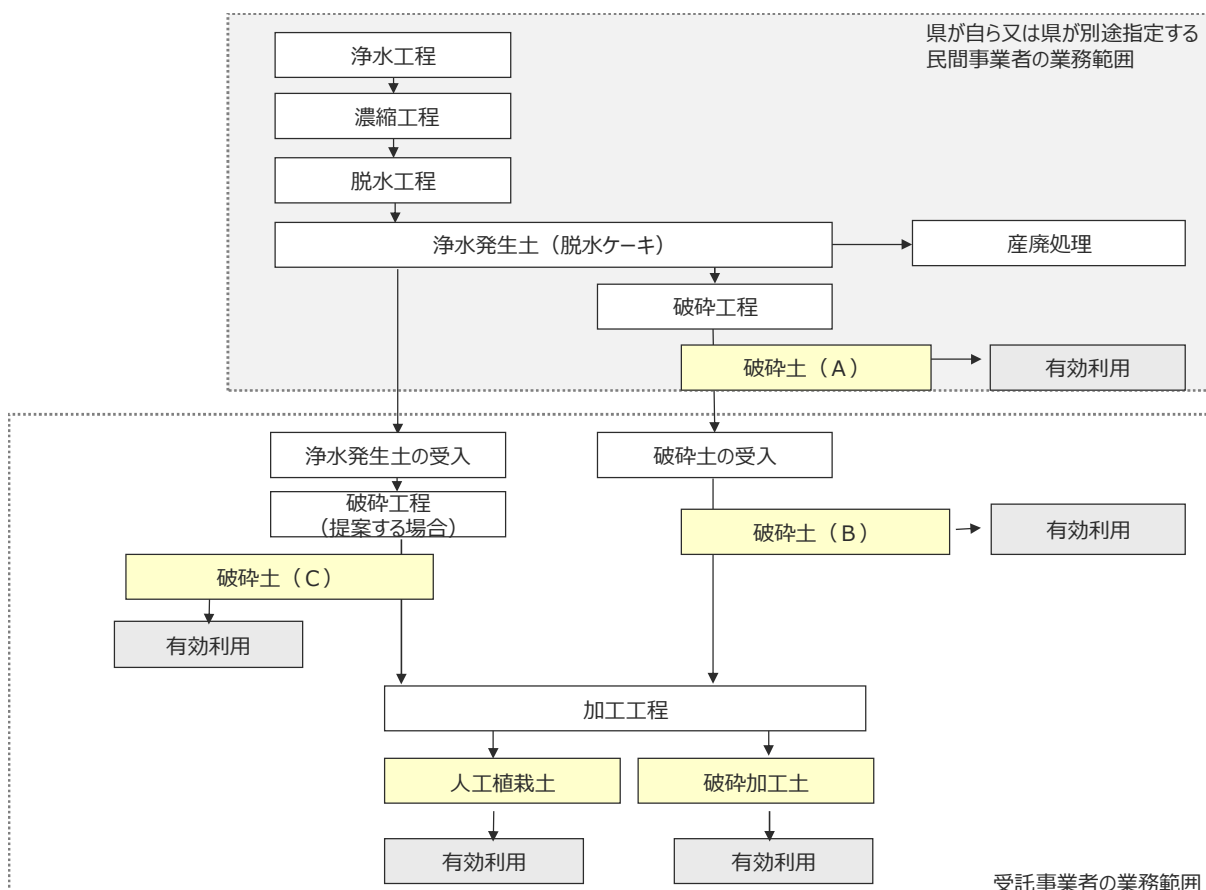 県が自ら又は県が別途指定する
民間事業者の業務範囲
浄水工程
濃縮工程
脱水工程
浄水発生土（脱水ケーキ）
産廃処理
破砕工程
破砕土（A）
有効利用
浄水発生土の受入
破砕土の受入
破砕工程
（提案する場合）
破砕土（B）
有効利用
破砕土（C）
有効利用
加工工程
人工植栽土
破砕加工土
有効利用
有効利用
受託事業者の業務範囲